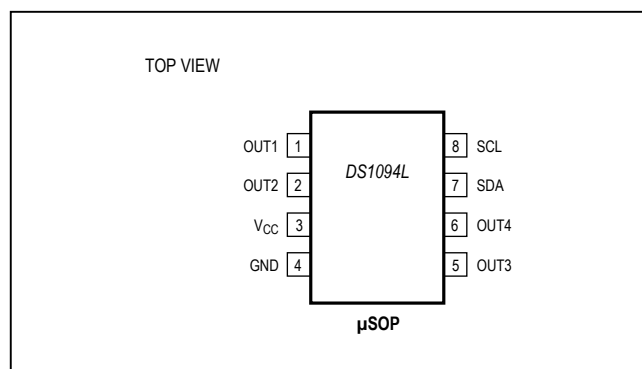 TOP VIEW
DS1094L
OUT1 1
OUT2 2
VCC 3
GND 4
8 SCL
7 SDA
6 OUT4
5 OUT3
µSOP